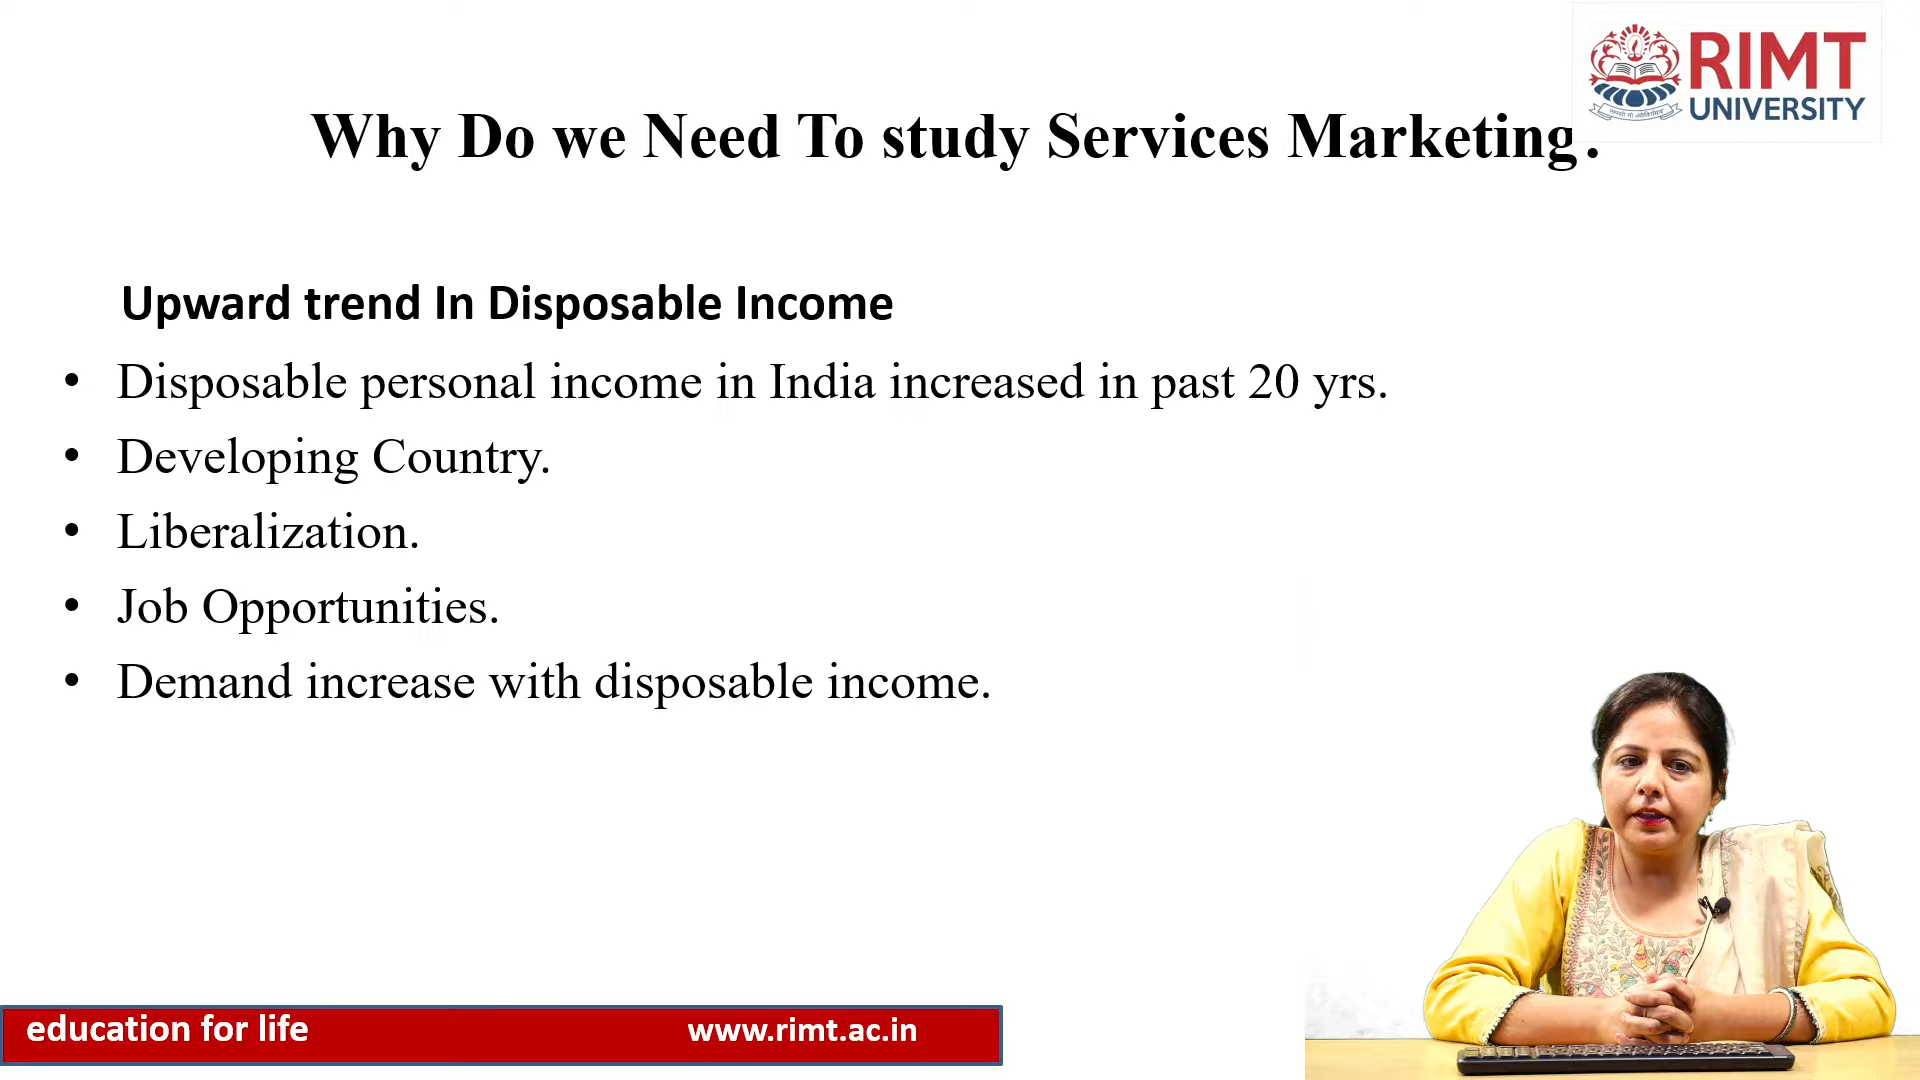 RIMT
UNIVERSITY
Why Do we Need To study Services Marketing
Upward trend In Disposable Income
• Disposable personal income in India increased in past 20 yrs.
• Developing Country.
• Liberalization.
• Job Opportunities.
• Demand increase with disposable income.
education for life
www.rimt.ac.in